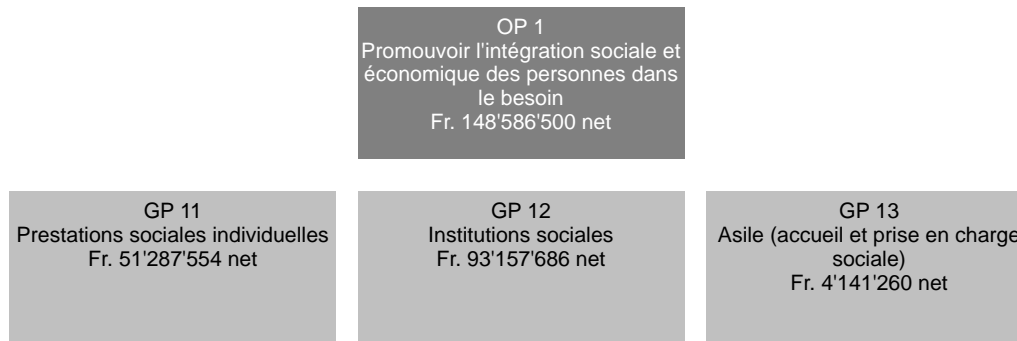 OP 1
Promouvoir l'intégration sociale et
économique des personnes dans
le besoin
Fr. 148'586'500 net
GP 11
Prestations sociales individuelles
Fr. 51'287'554 net
GP 12
Institutions sociales
Fr. 93'157'686 net
GP 13
Asile (accueil et prise en charge
sociale)
Fr. 4'141'260 net